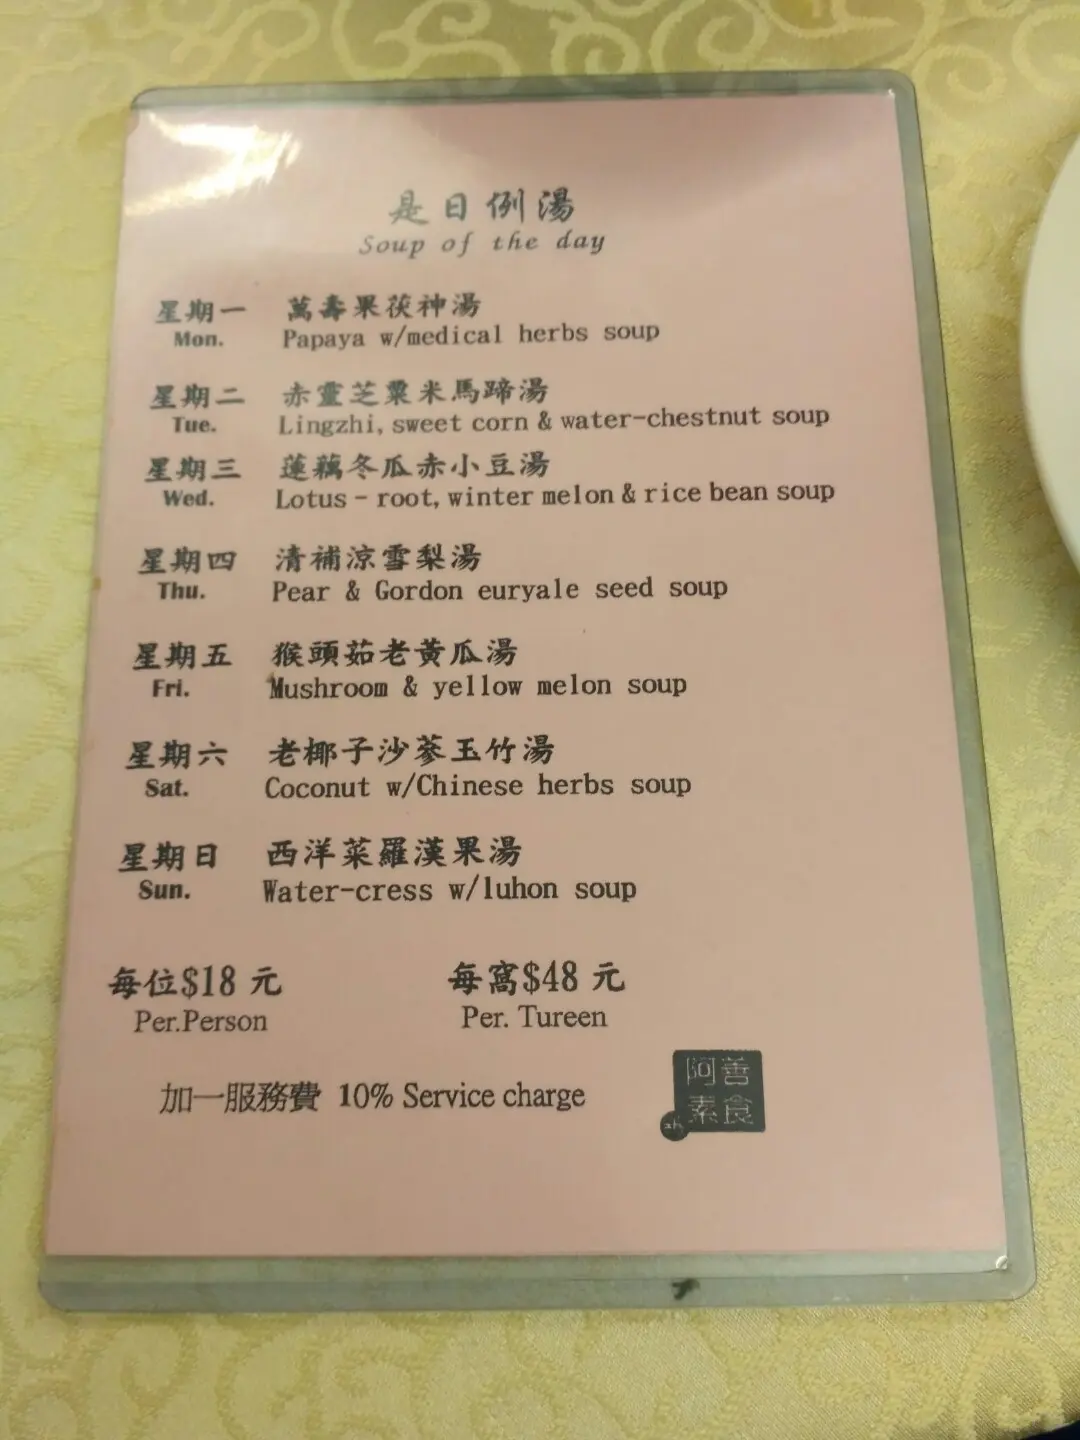 是日例湯
Soup of the day
星期一 萬壽果茯神湯
Mon. Papaya w/medical herbs soup
星期二 赤靈芝粟米馬蹄湯
Tue. Lingzhi, sweet corn & water-chestnut soup
星期三 蓮藕冬瓜赤小豆湯
Wed. Lotus - root, winter melon & rice bean soup
星期四 清補涼雪梨湯
Thu. Pear & Gordon euryale seed soup
星期五 猴頭茹老黃瓜湯
Fri. Mushroom & yellow melon soup
星期六 老椰子沙蔘玉竹湯
Sat. Coconut w/Chinese herbs soup
星期日 西洋菜羅漢果湯
Sun. Water-cress w/luhon soup
每位$18 元 每窩$48 元
Per.Person Per. Tureen
加一服務費 10% Service charge
阿善
素食